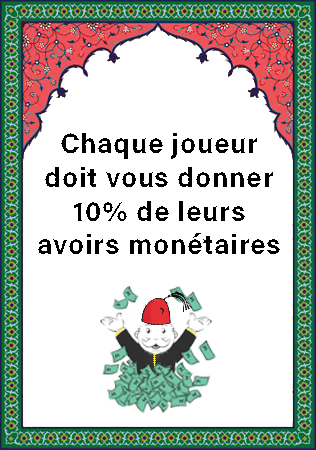 Chaque joueur
doit vous donner
10% de leurs
avoirs monétaires